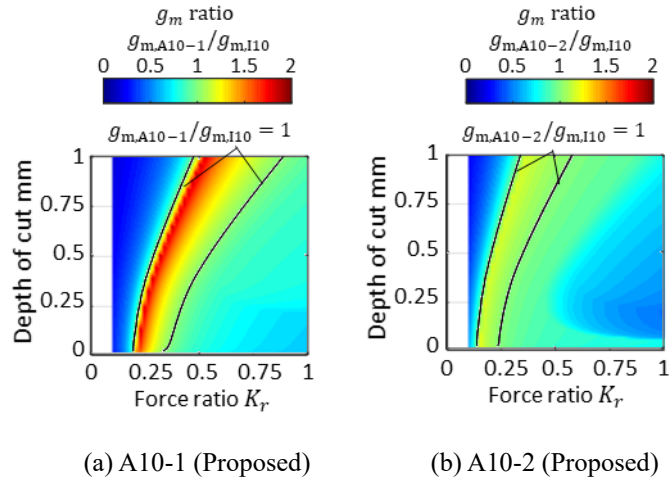 g_m ratio
g_m,A10−1/g_m,I10
0 0.5 1 1.5 2
g_m,A10−1/g_m,I10 = 1
Depth of cut mm
1
0.75
0.5
0.25
0
0 0.25 0.5 0.75 1
Force ratio K_r
(a) A10-1 (Proposed)
g_m ratio
g_m,A10−2/g_m,I10
0 0.5 1 1.5 2
g_m,A10−2/g_m,I10 = 1
Depth of cut mm
1
0.75
0.5
0.25
0
0 0.25 0.5 0.75 1
Force ratio K_r
(b) A10-2 (Proposed)